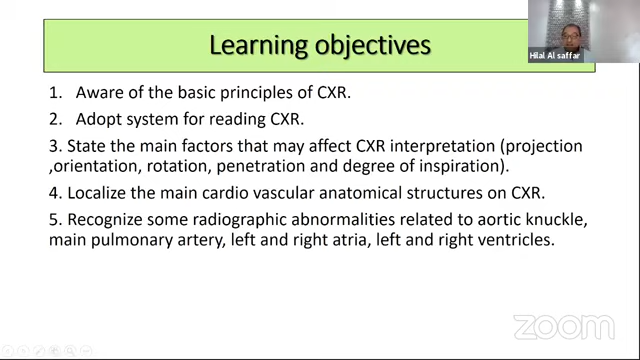 Learning objectives
Hilal Al saffar
1. Aware of the basic principles of CXR.
2. Adopt system for reading CXR.
3. State the main factors that may affect CXR interpretation (projection
,orientation, rotation, penetration and degree of inspiration).
4. Localize the main cardio vascular anatomical structures on CXR.
5. Recognize some radiographic abnormalities related to aortic knuckle,
main pulmonary artery, left and right atria, left and right ventricles.
zoom